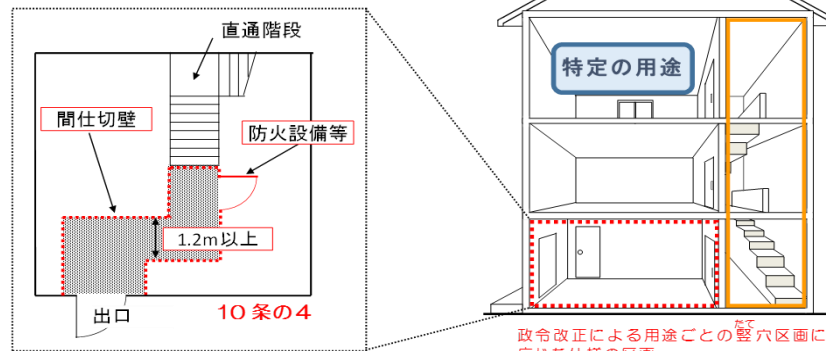 直通階段
間仕切壁
防火設備等
1.2m以上
出口
10条の4
特定の用途
たて
政令改正による用途ごとの竪穴区画に